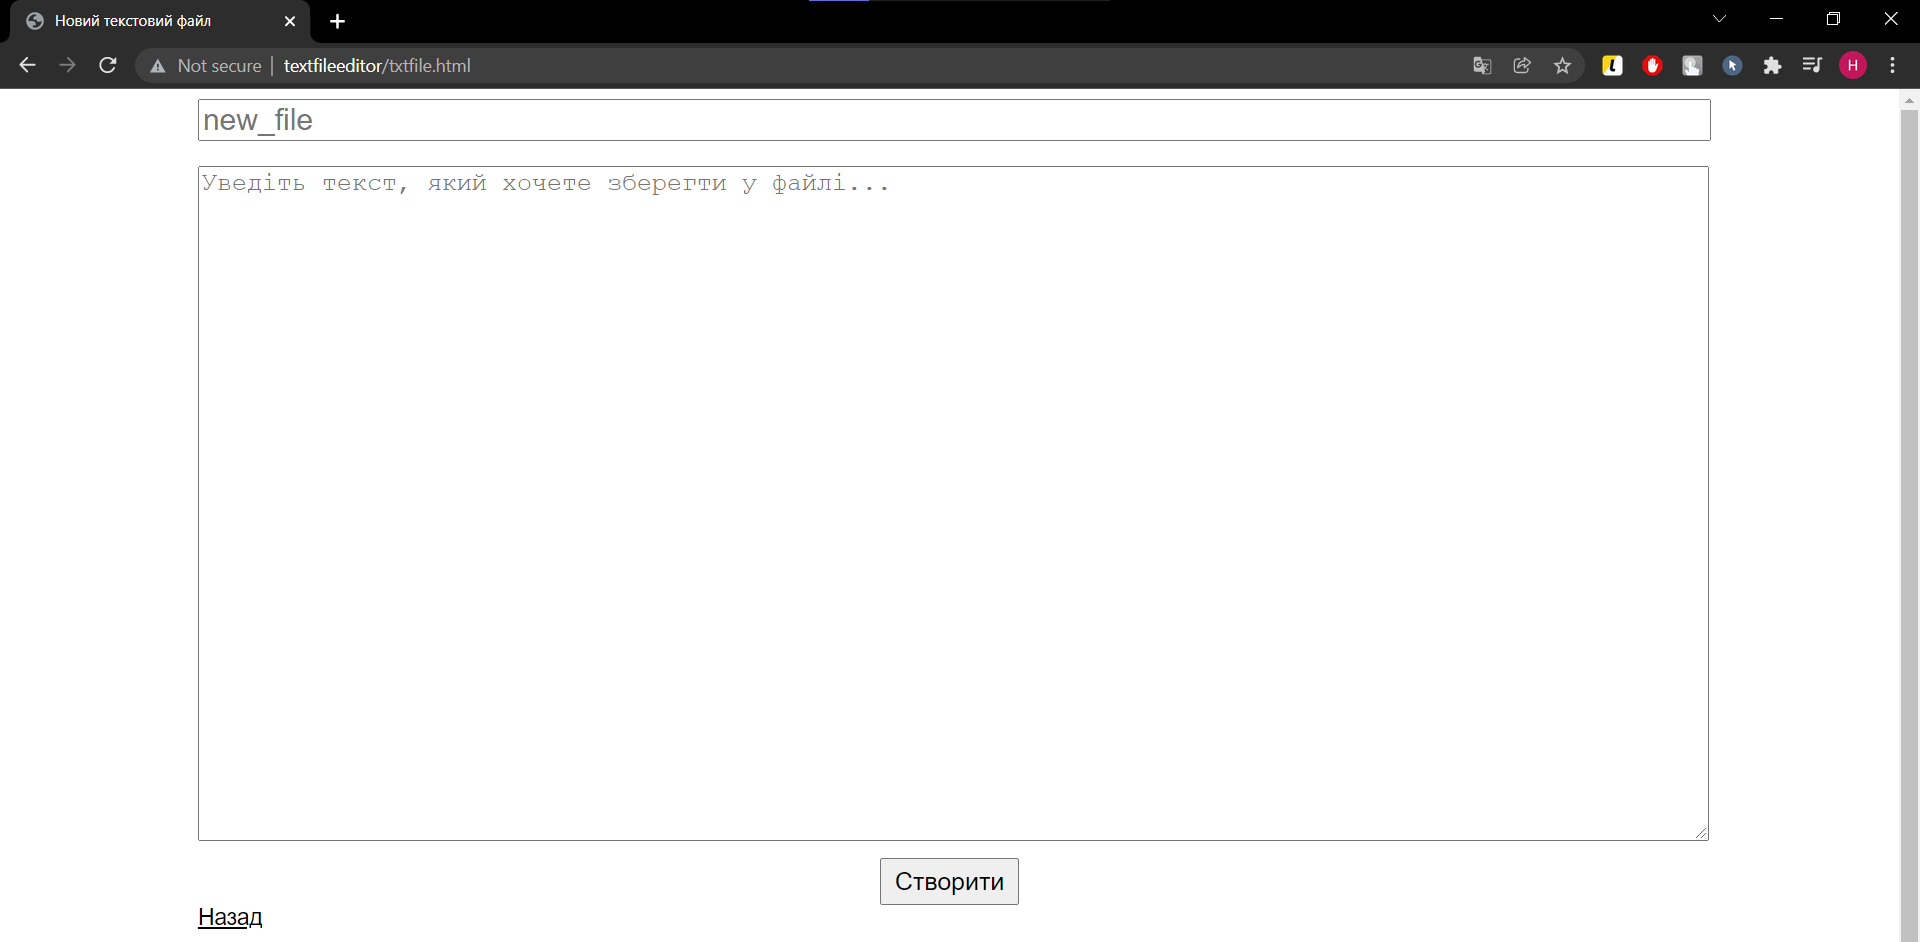 Новий текстовий файл
Not secure | textfileeditor/txtfile.html
L
H
new_file
Уведіть текст, який хочете зберегти у файлі...
Створити
Назад